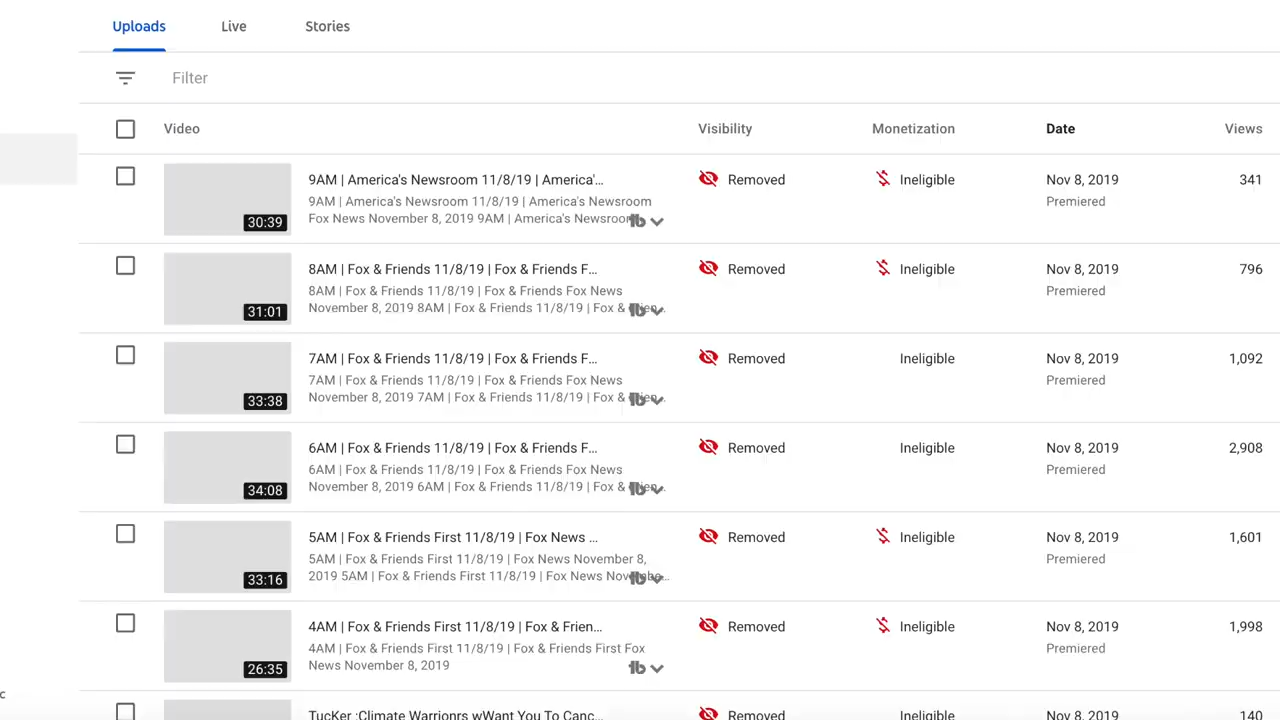 Uploads Live Stories
Filter
Video Visibility Monetization Date Views
9AM | America's Newsroom 11/8/19 | America'... Removed Ineligible Nov 8, 2019 341
9AM | America's Newsroom 11/8/19 | America's Newsroom Premiered
Fox News November 8, 2019 9AM | America's Newsroom
30:39
8AM | Fox & Friends 11/8/19 | Fox & Friends F... Removed Ineligible Nov 8, 2019 796
8AM | Fox & Friends 11/8/19 | Fox & Friends Fox News Premiered
November 8, 2019 8AM | Fox & Friends 11/8/19 | Fox &
31:01
7AM | Fox & Friends 11/8/19 | Fox & Friends F... Removed Ineligible Nov 8, 2019 1,092
7AM | Fox & Friends 11/8/19 | Fox & Friends Fox News Premiered
November 8, 2019 7AM | Fox & Friends 11/8/19 | Fox &
33:38
6AM | Fox & Friends 11/8/19 | Fox & Friends F... Removed Ineligible Nov 8, 2019 2,908
6AM | Fox & Friends 11/8/19 | Fox & Friends Fox News Premiered
November 8, 2019 6AM | Fox & Friends 11/8/19 | Fox &
34:08
5AM | Fox & Friends First 11/8/19 | Fox News ... Removed Ineligible Nov 8, 2019 1,601
5AM | Fox & Friends First 11/8/19 | Fox News November 8, Premiered
2019 5AM | Fox & Friends First 11/8/19 | Fox News
33:16
4AM | Fox & Friends First 11/8/19 | Fox & Frien... Removed Ineligible Nov 8, 2019 1,998
4AM | Fox & Friends First 11/8/19 | Fox & Friends First Fox Premiered
News November 8, 2019
26:35
c
TucKer :Climate Warrionrs wWant You To Canc... Removed Ineligible Nov 8, 2019 140